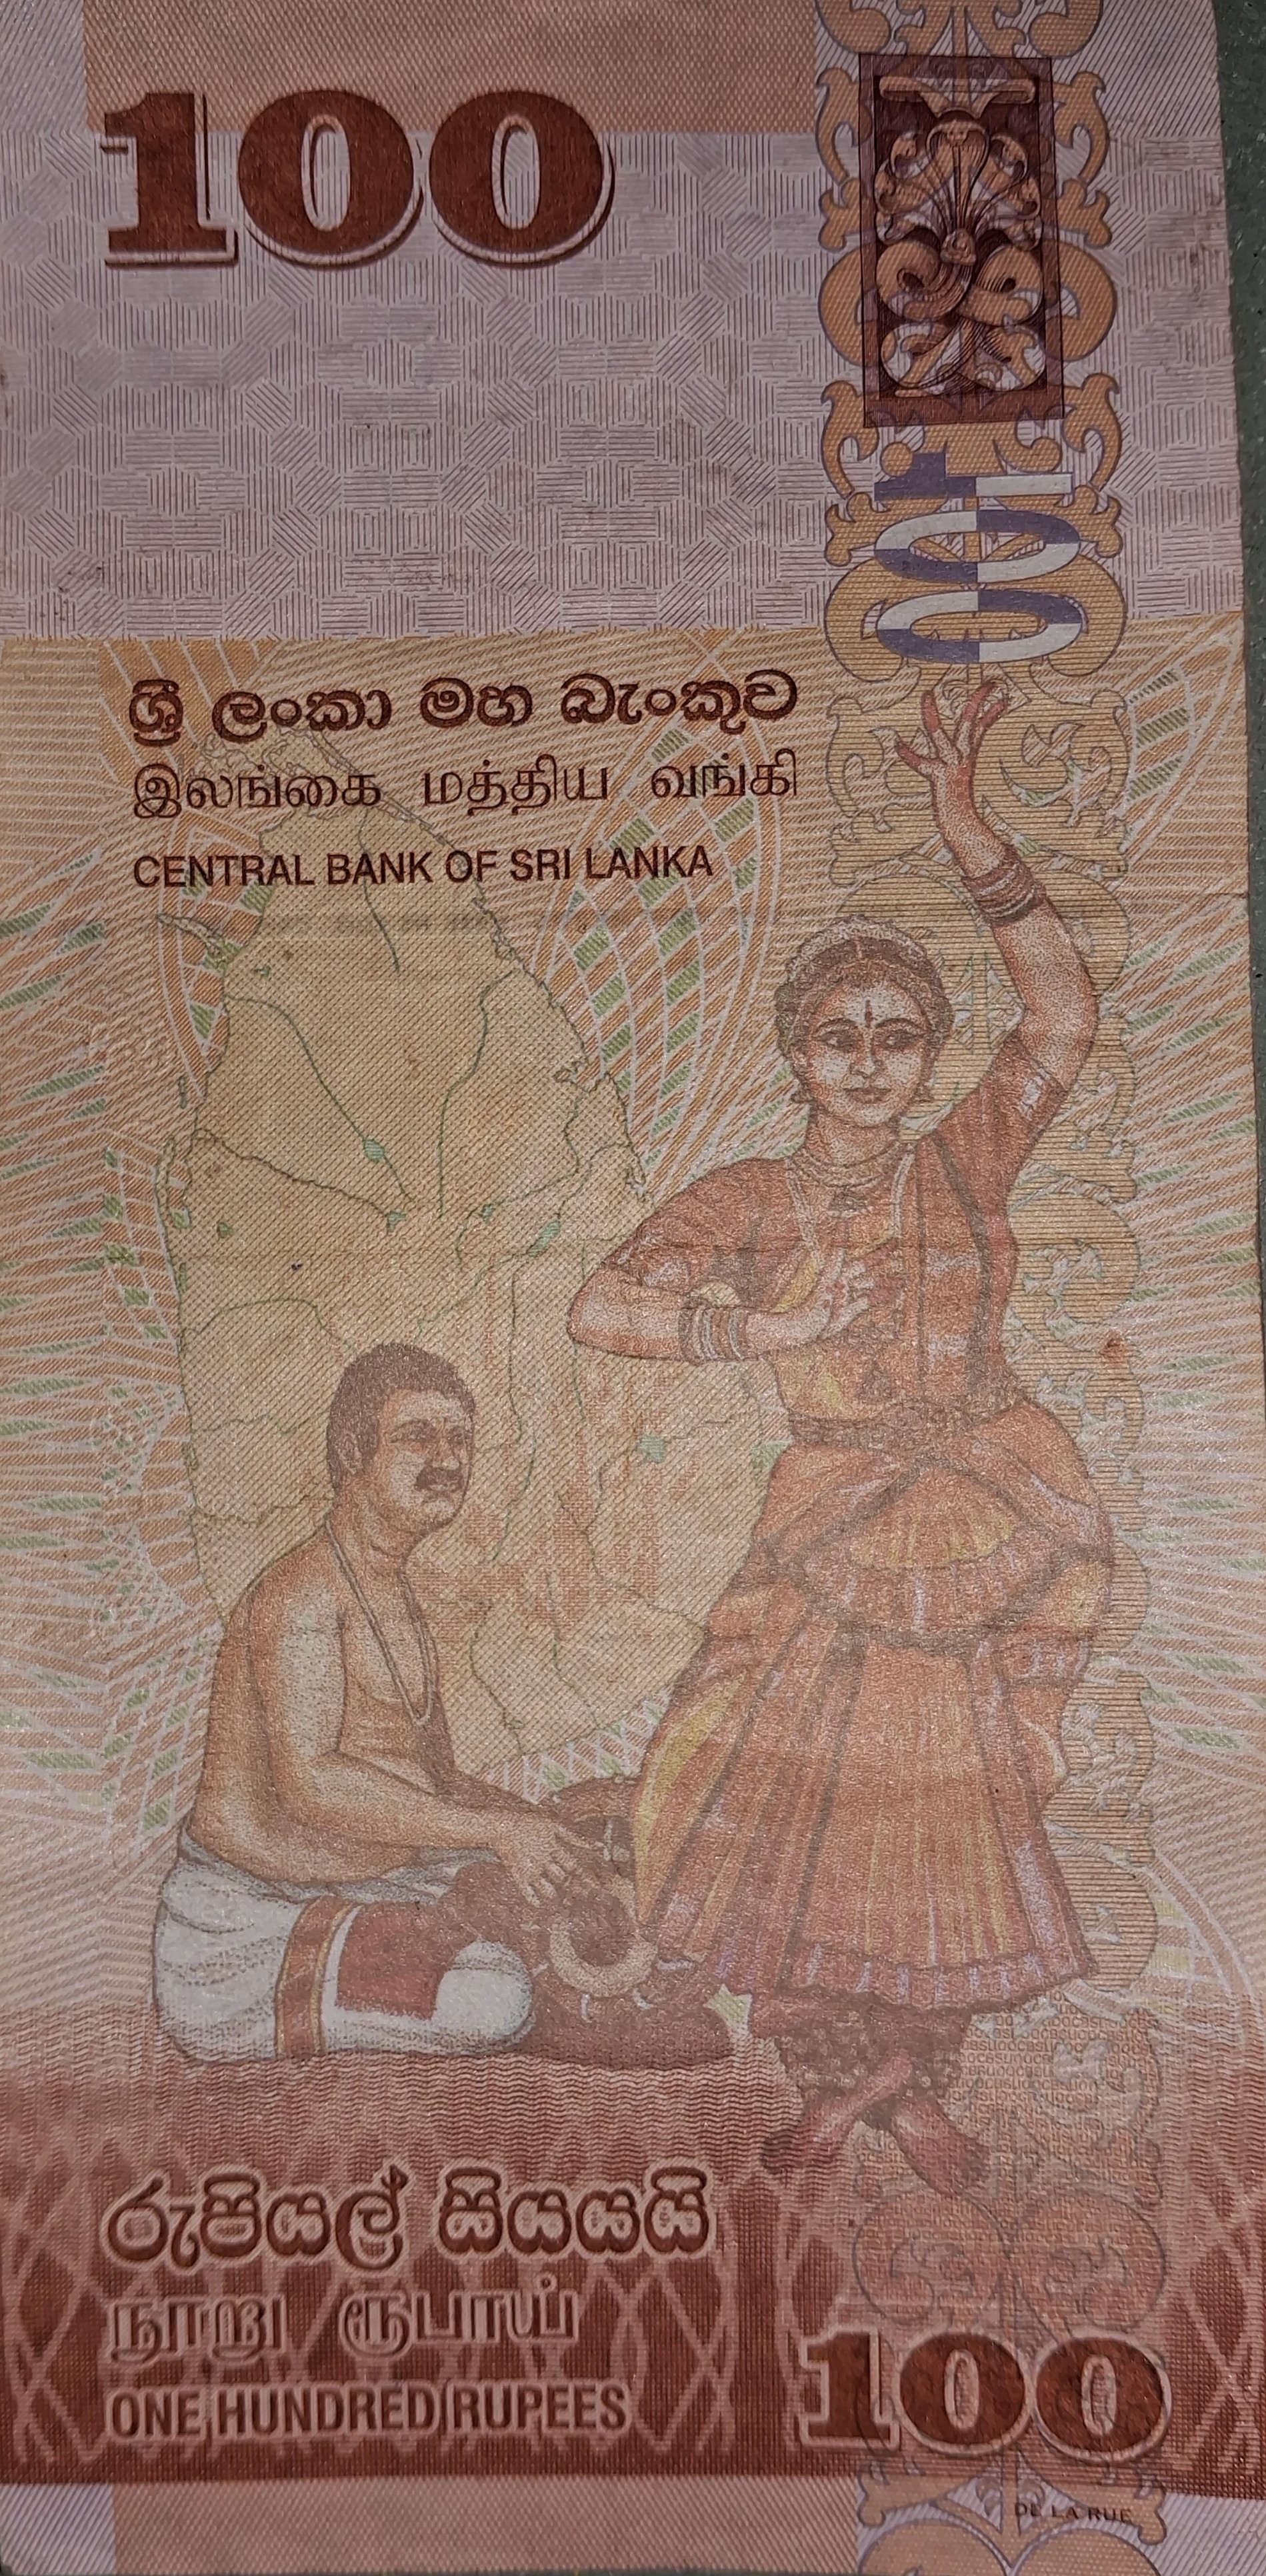 100
100
ශ්‍රී ලංකා මහ බැංකුව
இலங்கை மத்திய வங்கி
CENTRAL BANK OF SRI LANKA
රුපියල් සියයයි
நூறு ரூபாய்
ONE HUNDRED RUPEES
100
DE LA RUE